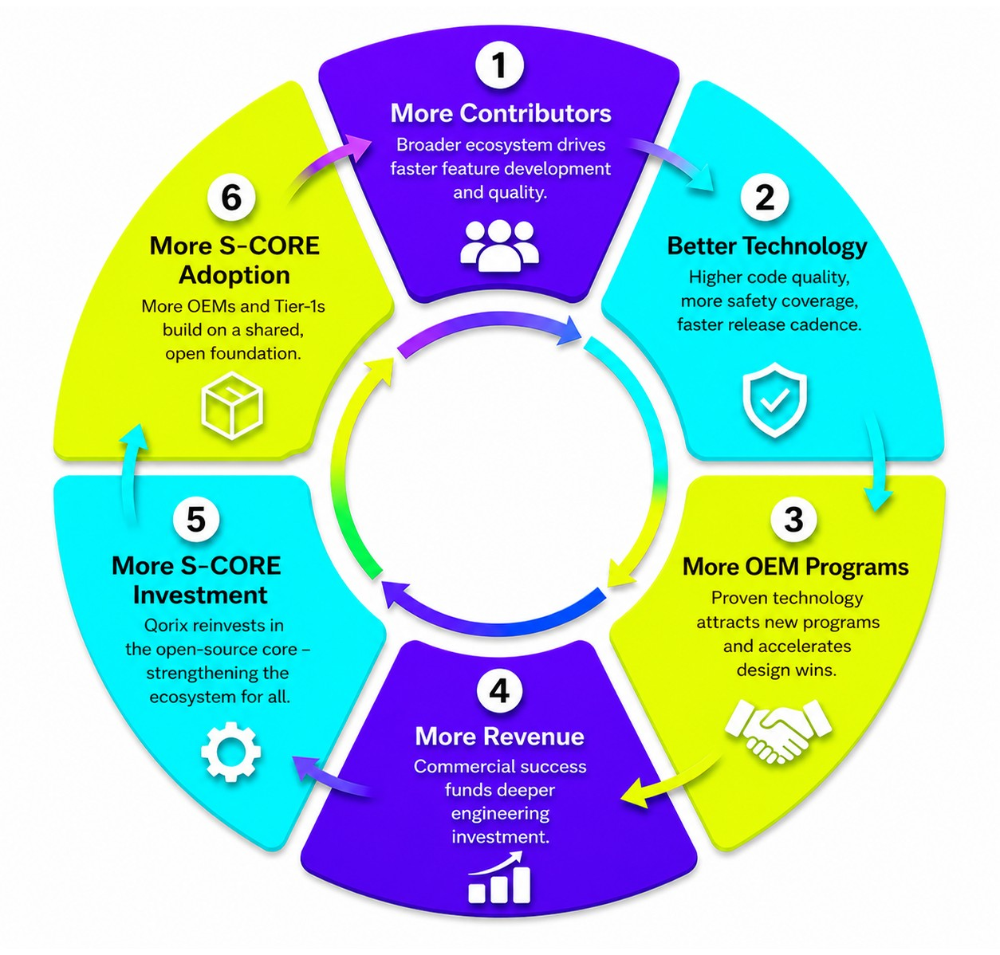 1
More Contributors
Broader ecosystem drives
faster feature development
and quality.
2
Better Technology
Higher code quality,
more safety coverage,
faster release cadence.
3
More OEM Programs
Proven technology
attracts new programs
and accelerates
design wins.
4
More Revenue
Commercial success
funds deeper
engineering
investment.
5
More S-CORE
Investment
Qorix reinvests in
the open-source core –
strengthening the
ecosystem for all.
6
More S-CORE
Adoption
More OEMs and Tier-1s
build on a shared,
open foundation.